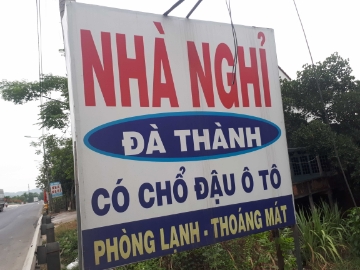 NHÀ NGHỈ
ĐÀ THÀNH
CÓ CHỔ ĐẬU Ô TÔ
PHÒNG LẠNH - THOÁNG MÁT